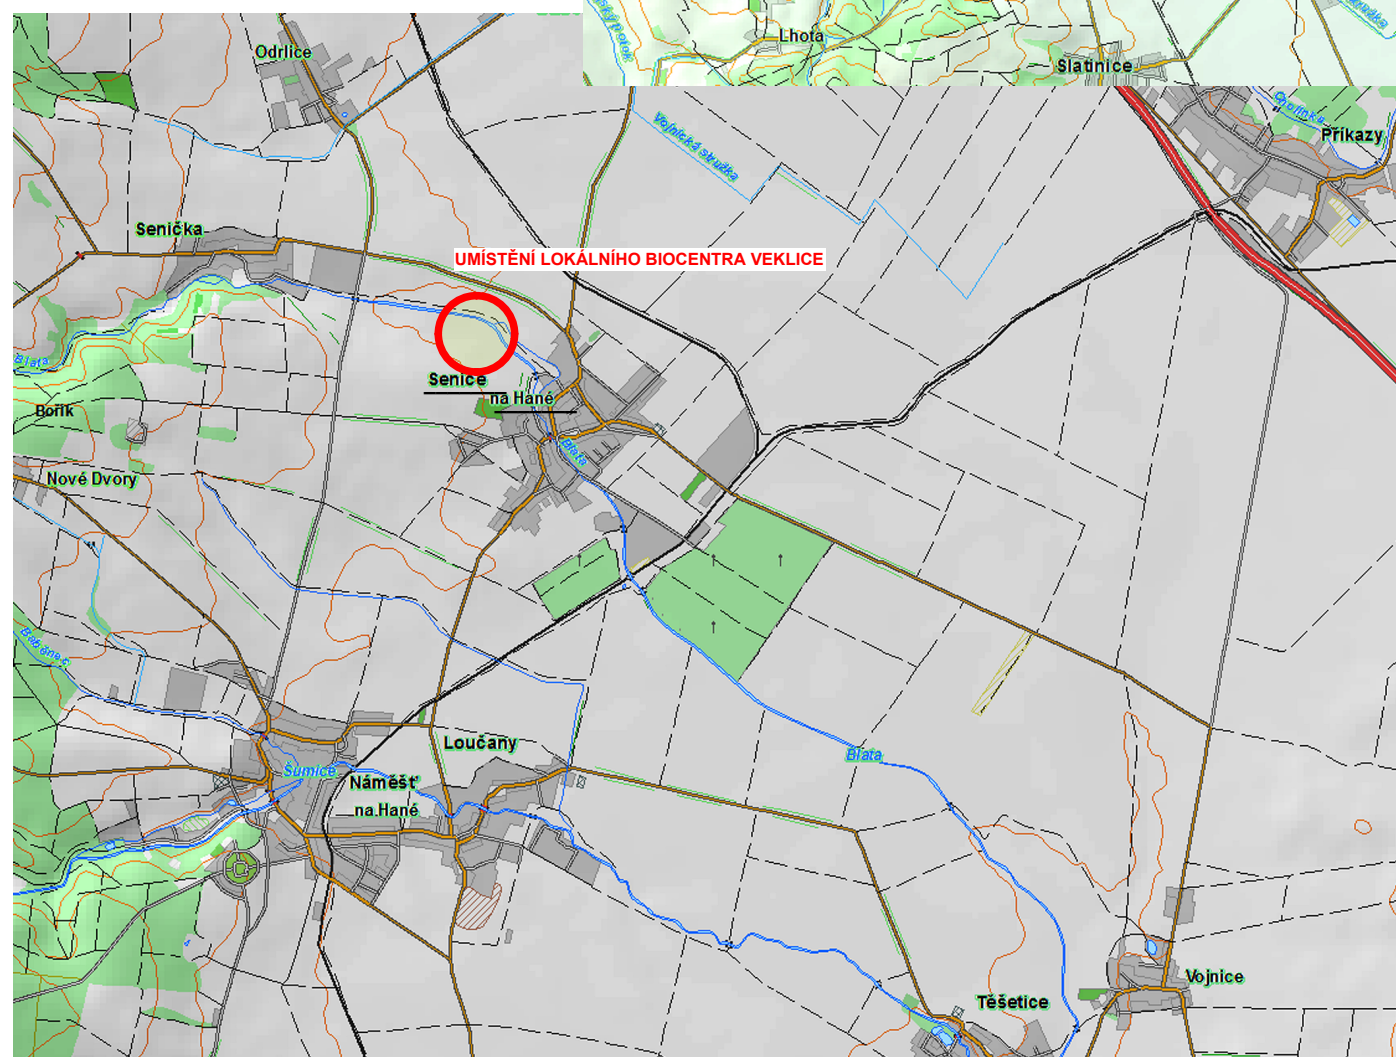 Lhota
Odrlice
Slatinice
Cholinka
Příkazy
Vojnická stružka
Senička
UMÍSTĚNÍ LOKÁLNÍHO BIOCENTRA VEKLICE
Blata
Senice
na Hané
Bořík
Blata
Nové Dvory
Loučany
Blata
Šumice
Náměšť
na.Hané
Vojnice
Těšetice